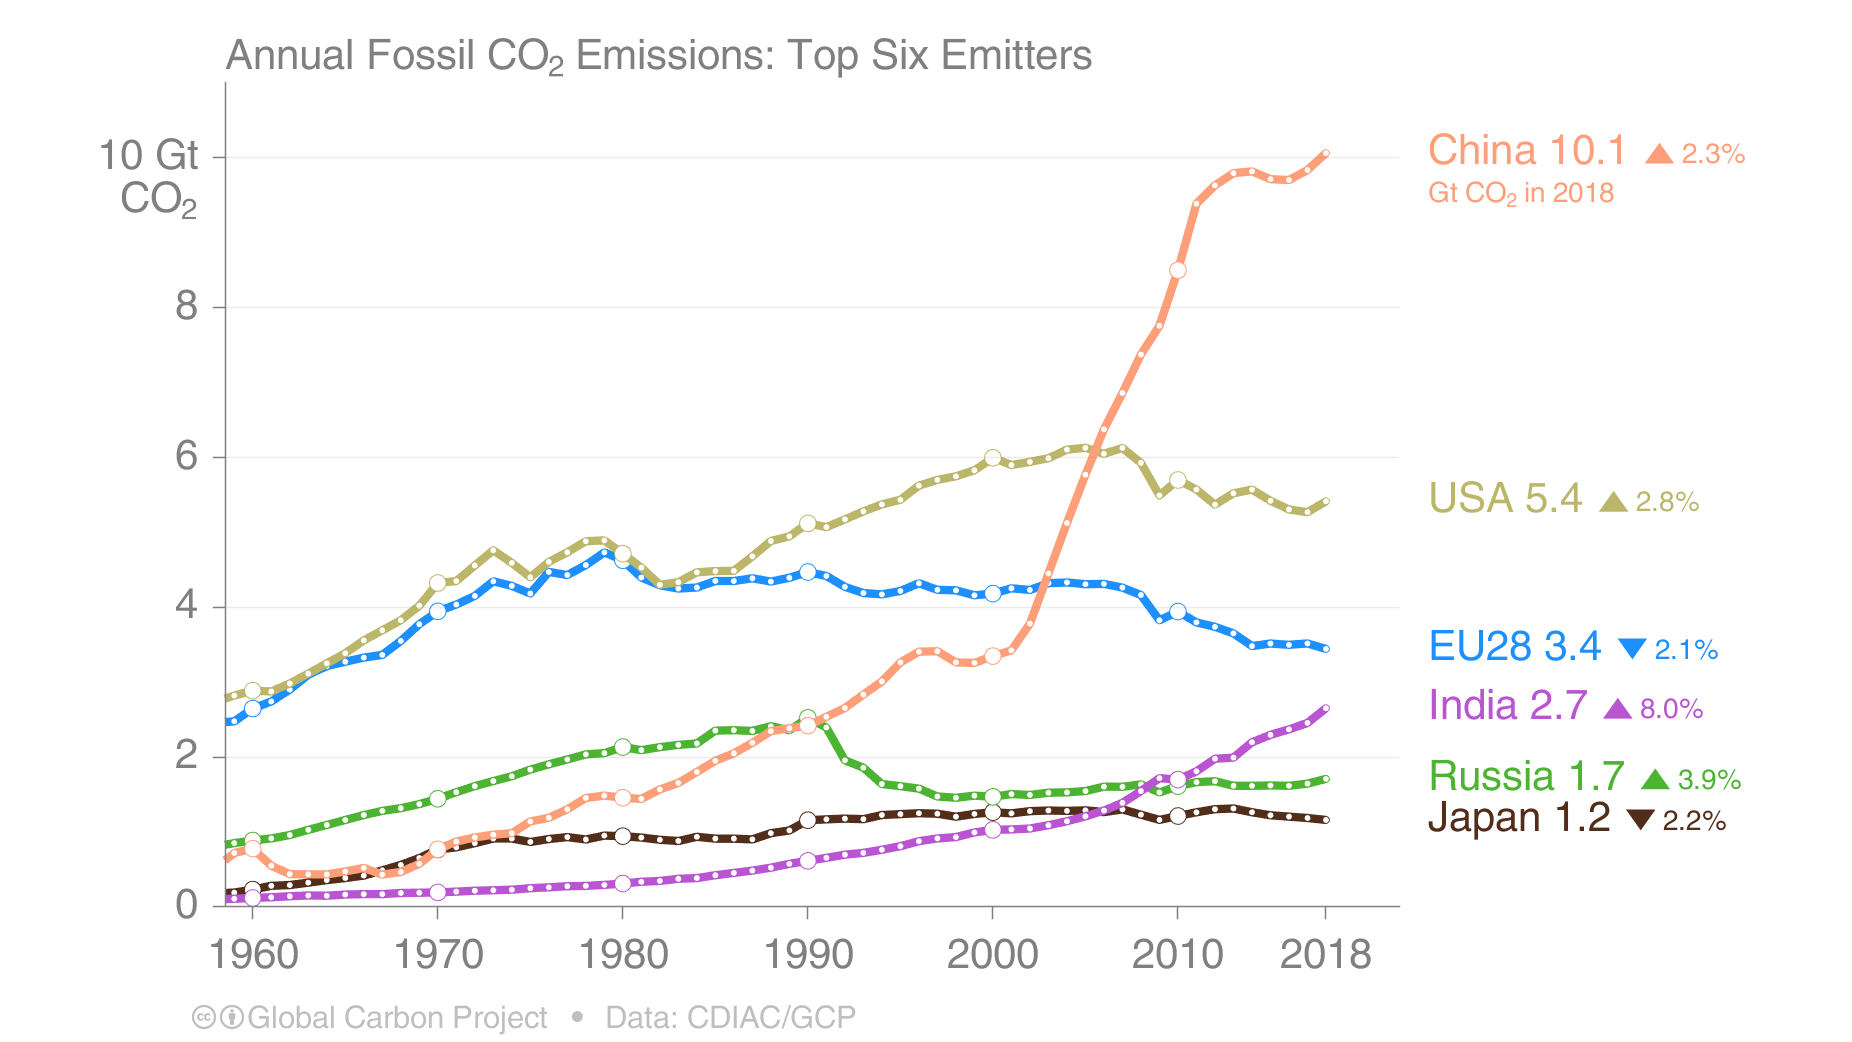 Annual Fossil CO₂ Emissions: Top Six Emitters
10 Gt
CO₂
8
6
4
2
0
1960 1970 1980 1990 2000 2010 2018
China 10.1 ▲ 2.3%
Gt CO₂ in 2018
USA 5.4 ▲ 2.8%
EU28 3.4 ▼ 2.1%
India 2.7 ▲ 8.0%
Russia 1.7 ▲ 3.9%
Japan 1.2 ▼ 2.2%
cc Global Carbon Project • Data: CDIAC/GCP